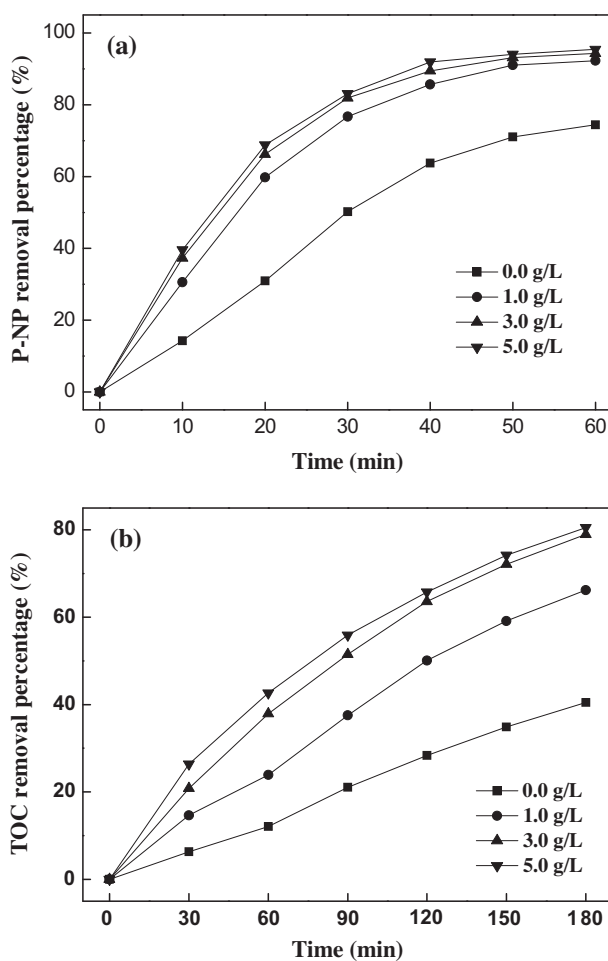 (a)
P-NP removal percentage (%)
100
80
60
40
20
0
0.0 g/L
1.0 g/L
3.0 g/L
5.0 g/L
0 10 20 30 40 50 60
Time (min)
(b)
TOC removal percentage (%)
80
60
40
20
0
0.0 g/L
1.0 g/L
3.0 g/L
5.0 g/L
0 30 60 90 120 150 180
Time (min)